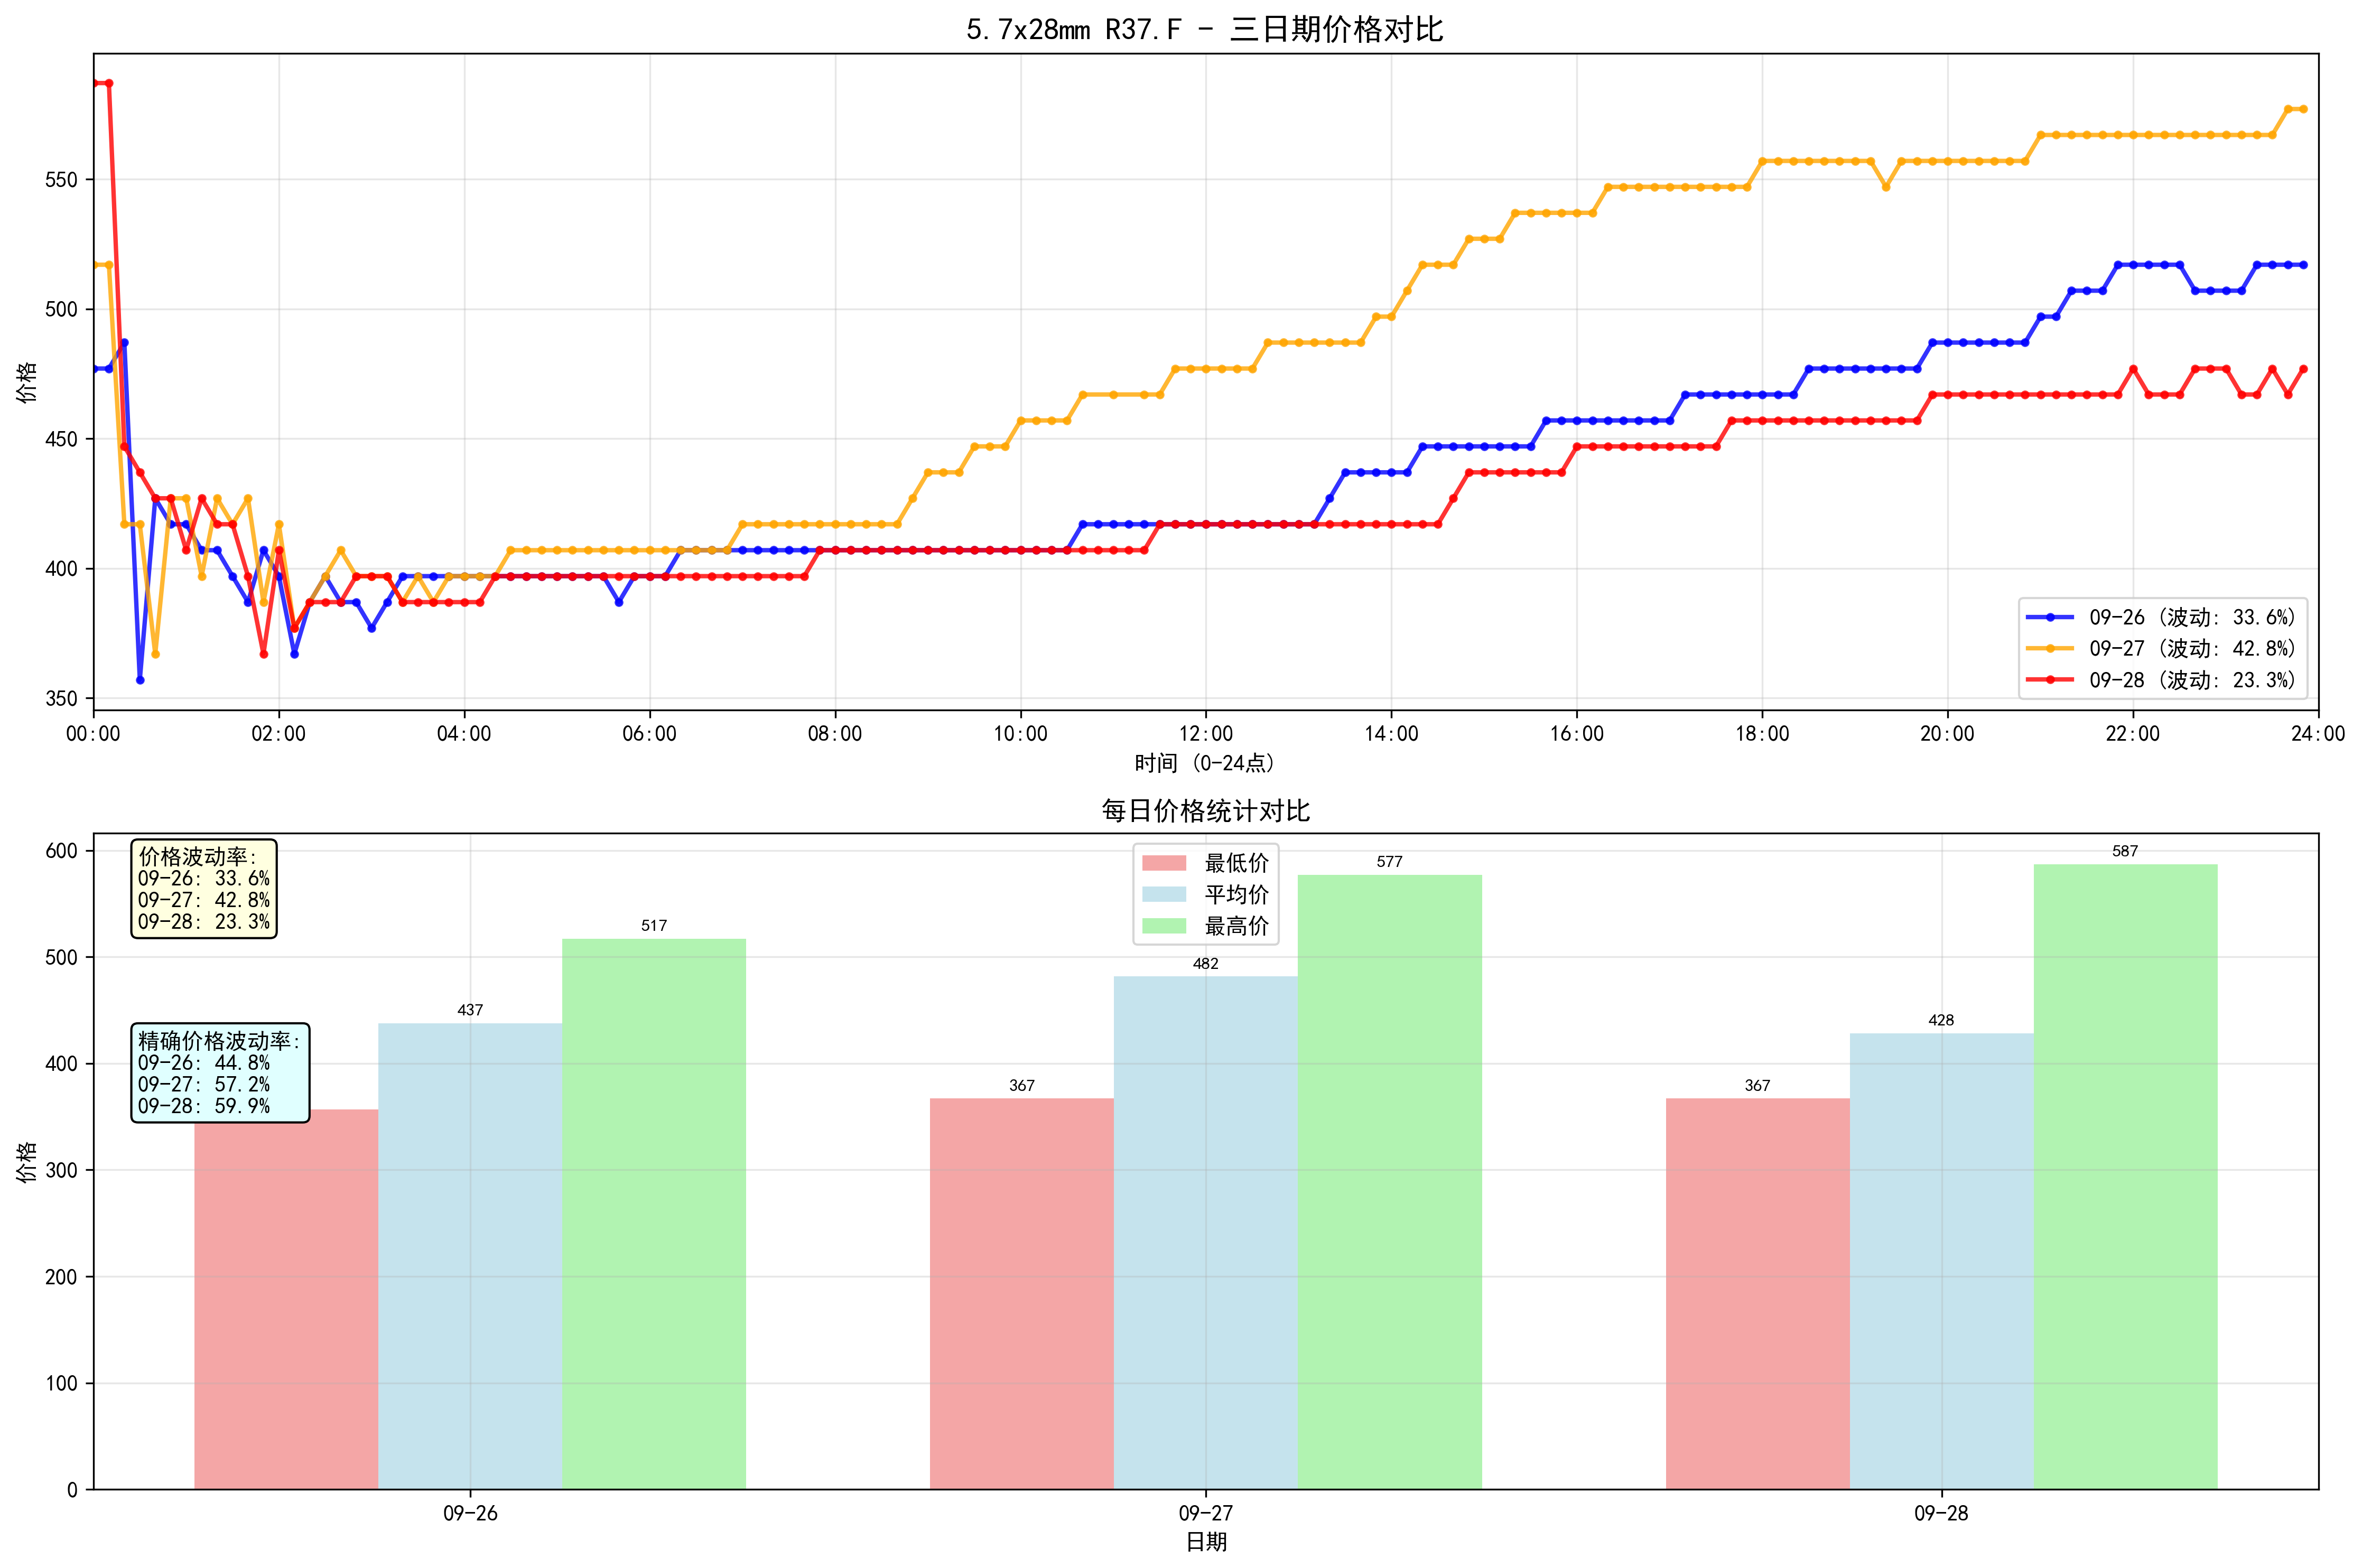 5.7x28mm R37.F - 三日期价格对比
价格
550
500
450
400
350
00:00 02:00 04:00 06:00 08:00 10:00 12:00 14:00 16:00 18:00 20:00 22:00 24:00
时间 (0-24点)
09-26 (波动: 33.6%)
09-27 (波动: 42.8%)
09-28 (波动: 23.3%)
每日价格统计对比
价格
600
500
400
300
200
100
0
价格波动率:
09-26: 33.6%
09-27: 42.8%
09-28: 23.3%
精确价格波动率:
09-26: 44.8%
09-27: 57.2%
09-28: 59.9%
最低价
平均价
最高价
437
517
367
482
577
367
428
587
09-26 09-27 09-28
日期